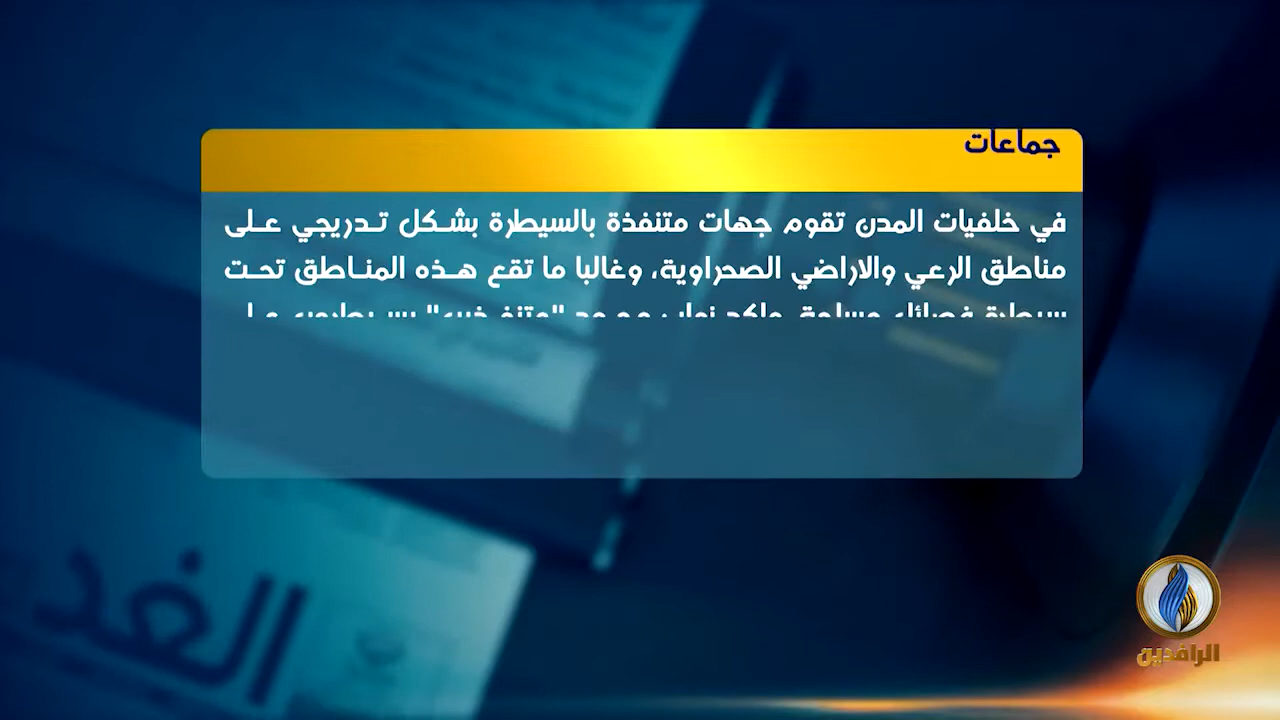 جماعات
في خلفيات المدن تقوم جهات متنفذة بالسيطرة بشكل تدريجي على
مناطق الرعي والاراضي الصحراوية، وغالبا ما تقع هذه المناطق تحت
الغد
الرافدين